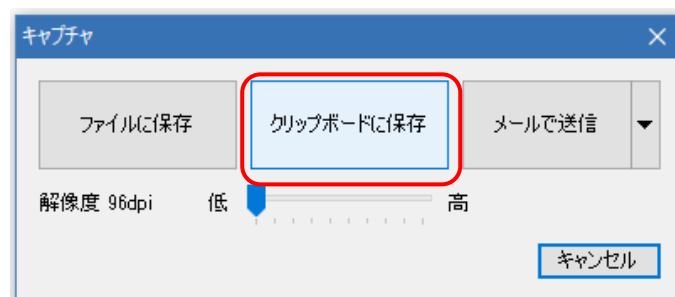 キャプチャ
ファイルに保存
クリップボードに保存
メールで送信
解像度 96dpi 低 高
キャンセル